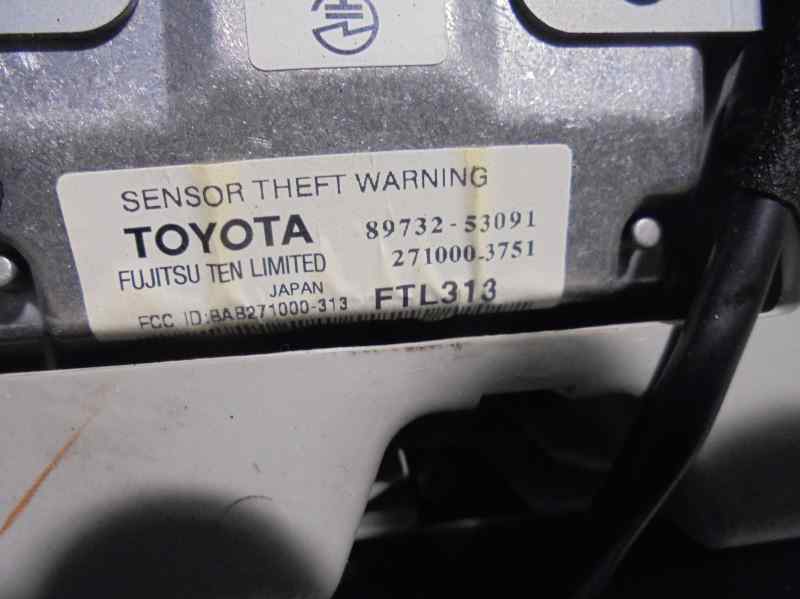 SENSOR THEFT WARNING
TOYOTA 89732-53091
FUJITSU TEN LIMITED 271000-3751
JAPAN FTL313
FCC ID:BAB271000-313